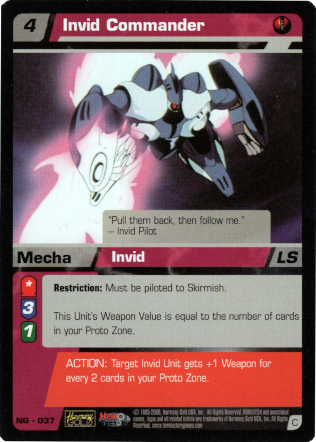 4 Invid Commander
"Pull them back, then follow me."
– Invid Pilot
Mecha Invid LS
* Restriction: Must be piloted to Skirmish.
3 This Unit's Weapon Value is equal to the number of cards
1 in your Proto Zone.
ACTION: Target Invid Unit gets +1 Weapon for
every 2 cards in your Proto Zone.
NG - 037 Harmony GOLD C